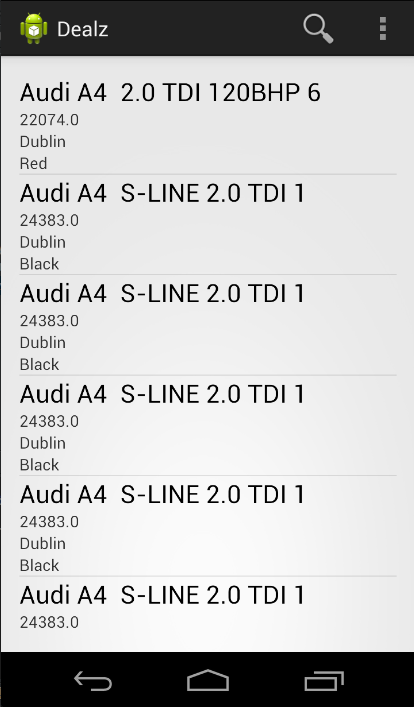 Dealz
Audi A4  2.0 TDI 120BHP 6
22074.0
Dublin
Red
Audi A4  S-LINE 2.0 TDI 1
24383.0
Dublin
Black
Audi A4  S-LINE 2.0 TDI 1
24383.0
Dublin
Black
Audi A4  S-LINE 2.0 TDI 1
24383.0
Dublin
Black
Audi A4  S-LINE 2.0 TDI 1
24383.0
Dublin
Black
Audi A4  S-LINE 2.0 TDI 1
24383.0